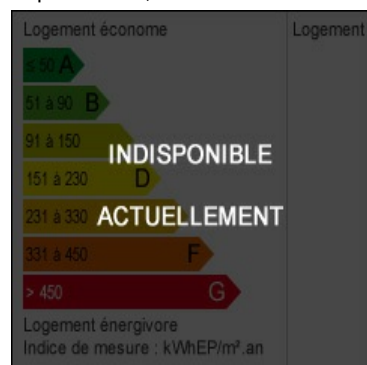 Logement économe
Logement
≤ 50 A
51 à 90 B
91 à 150
INDISPONIBLE
151 à 230 D
231 à 330
ACTUELLEMENT
331 à 450 F
> 450 G
Logement énergivore
Indice de mesure : kWhEP/m².an